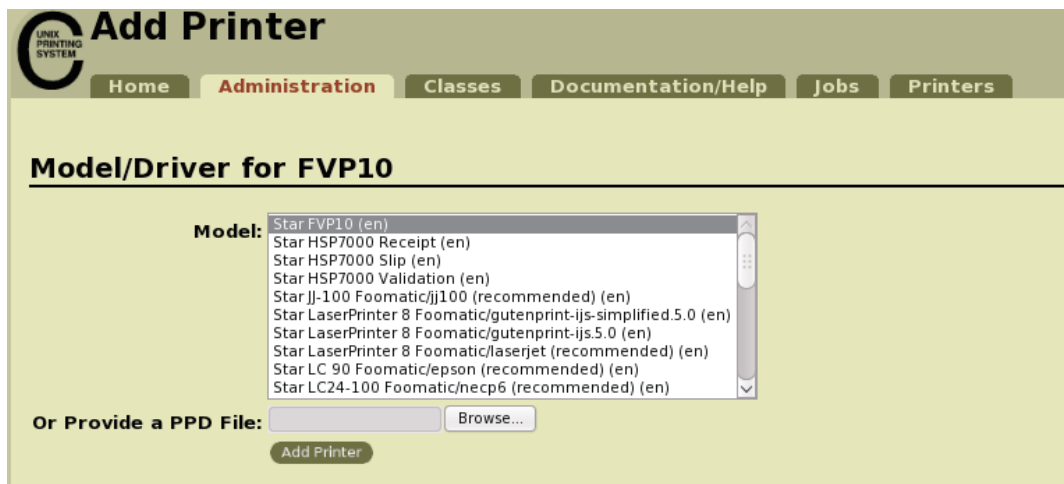 UNIX
PRINTING
SYSTEM
Add Printer
Home Administration Classes Documentation/Help Jobs Printers
Model/Driver for FVP10
Model:
Star FVP10 (en)
Star HSP7000 Receipt (en)
Star HSP7000 Slip (en)
Star HSP7000 Validation (en)
Star JJ-100 Foomatic/jj100 (recommended) (en)
Star LaserPrinter 8 Foomatic/gutenprint-ijs-simplified.5.0 (en)
Star LaserPrinter 8 Foomatic/gutenprint-ijs.5.0 (en)
Star LaserPrinter 8 Foomatic/laserjet (recommended) (en)
Star LC 90 Foomatic/epson (recommended) (en)
Star LC24-100 Foomatic/necp6 (recommended) (en)
Or Provide a PPD File: Browse...
Add Printer